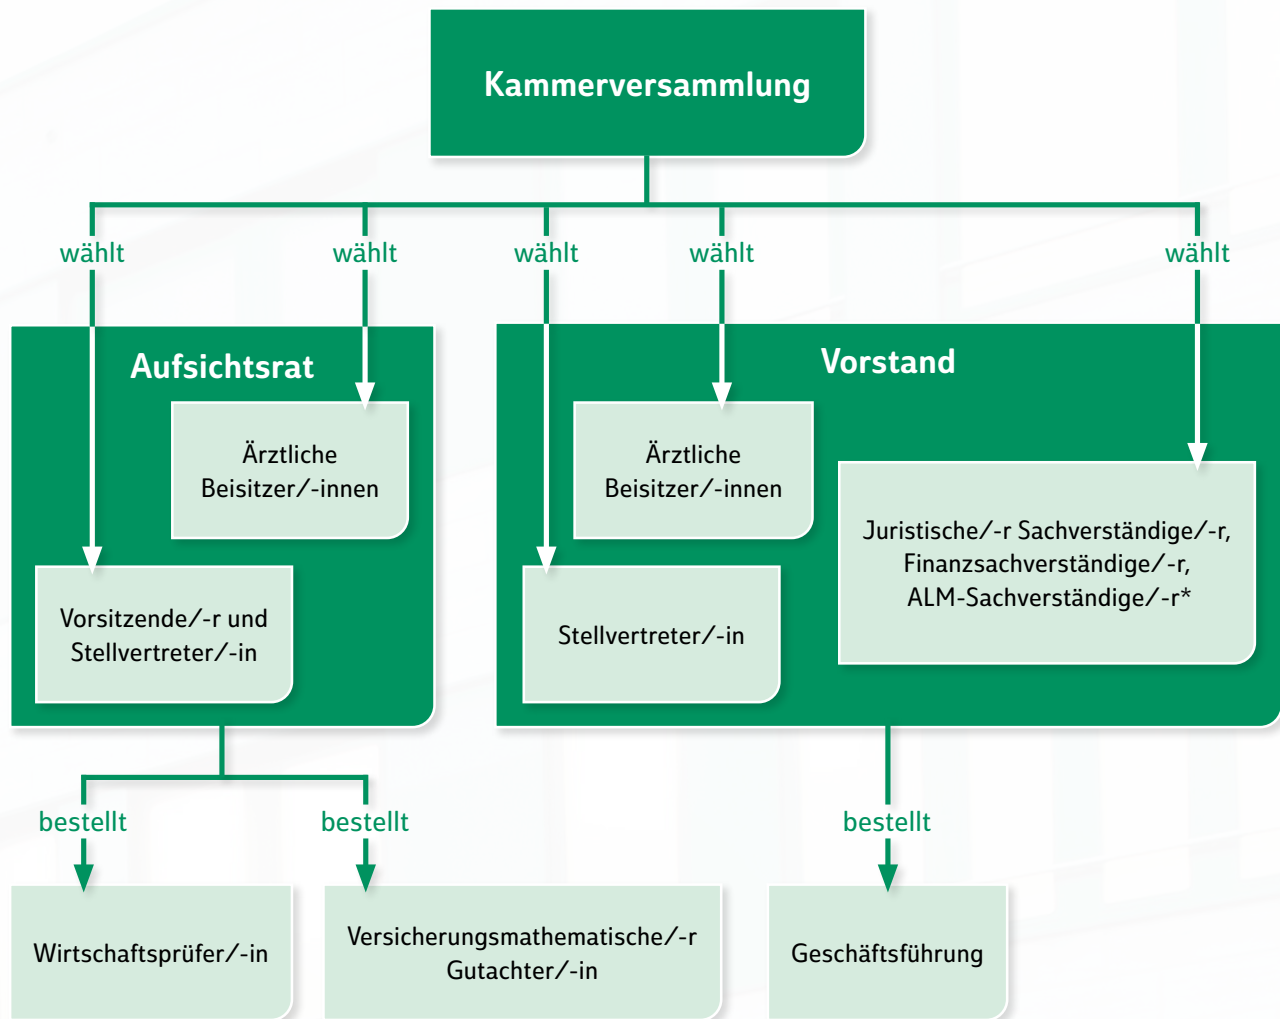 Kammerversammlung
wählt
wählt
wählt
wählt
wählt
Aufsichtsrat
Ärztliche
Beisitzer/-innen
Vorsitzende/-r und
Stellvertreter/-in
Vorstand
Ärztliche
Beisitzer/-innen
Stellvertreter/-in
Juristische/-r Sachverständige/-r,
Finanzsachverständige/-r,
ALM-Sachverständige/-r*
bestellt
bestellt
bestellt
Wirtschaftsprüfer/-in
Versicherungsmathematische/-r
Gutachter/-in
Geschäftsführung